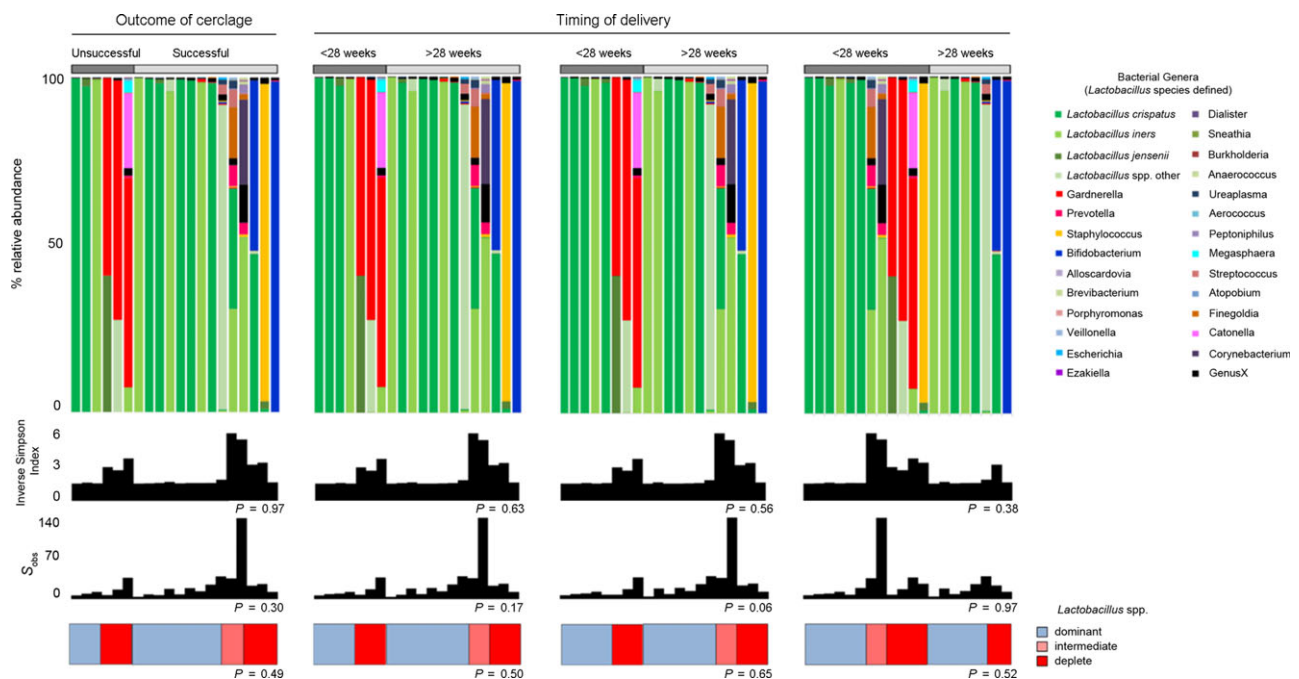 Outcome of cerclage
Timing of delivery
Unsuccessful Successful
<28 weeks >28 weeks
<28 weeks >28 weeks
<28 weeks >28 weeks
% relative abundance
100
50
0
Bacterial Genera
(Lactobacillus species defined)
Lactobacillus crispatus
Lactobacillus iners
Lactobacillus jensenii
Lactobacillus spp. other
Gardnerella
Prevotella
Staphylococcus
Bifidobacterium
Alloscardovia
Brevibacterium
Porphyromonas
Veillonella
Escherichia
Ezakiella
Dialister
Sneathia
Burkholderia
Anaerococcus
Ureaplasma
Aerococcus
Peptoniphilus
Megasphaera
Streptococcus
Atopobium
Finegoldia
Catonella
Corynebacterium
GenusX
Inverse Simpson
Index
6
3
0
P = 0.97
P = 0.63
P = 0.56
P = 0.38
Sobs
140
70
0
P = 0.30
P = 0.17
P = 0.06
P = 0.97
Lactobacillus spp.
dominant
intermediate
deplete
P = 0.49
P = 0.50
P = 0.65
P = 0.52